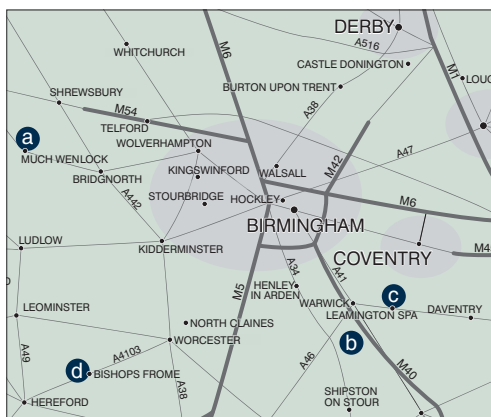 DERBY
A516
M6
WHITCHURCH
CASTLE DONINGTON
M1
LOUG
BURTON UPON TRENT
A38
SHREWSBURY
M54
TELFORD
WOLVERHAMPTON
M42
A47
a
MUCH WENLOCK
KINGSWINFORD
WALSALL
BRIDGNORTH
A442
STOURBRIDGE
HOCKLEY
M6
BIRMINGHAM
LUDLOW
KIDDERMINSTER
COVENTRY
M4
A34
A41
HENLEY
IN ARDEN
M5
c
WARWICK
LEAMINGTON SPA
DAVENTRY
LEOMINSTER
NORTH CLAINES
WORCESTER
b
A49
A4103
A46
M40
d
BISHOPS FROME
A38
SHIPSTON
ON STOUR
HEREFORD